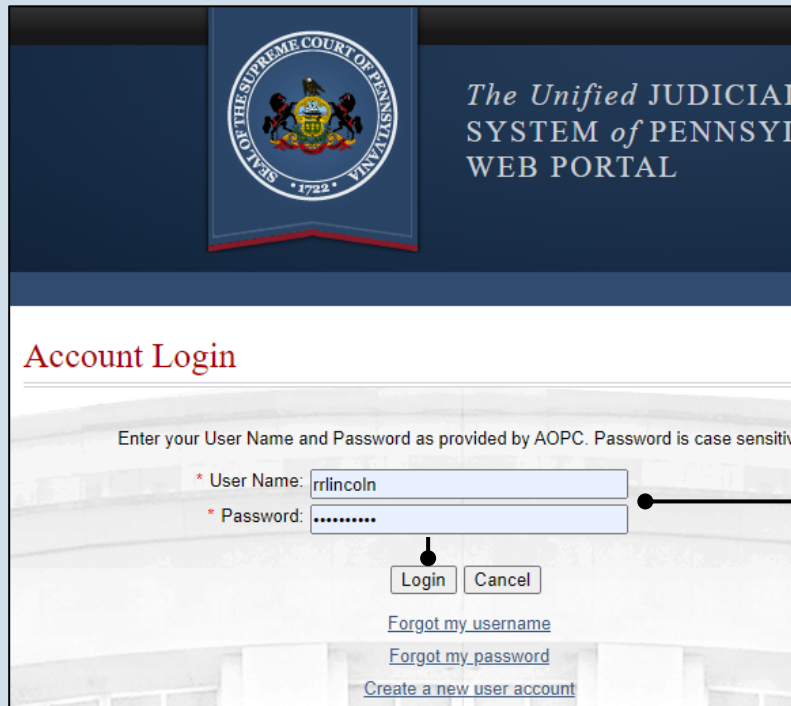 SEAL OF THE SUPREME COURT OF PENNSYLVANIA
• 1722 •
The Unified JUDICIAL
SYSTEM of PENNSYL
WEB PORTAL
Account Login
Enter your User Name and Password as provided by AOPC. Password is case sensitiv
* User Name: rrlincoln
* Password: ••••••••••
Login Cancel
Forgot my username
Forgot my password
Create a new user account